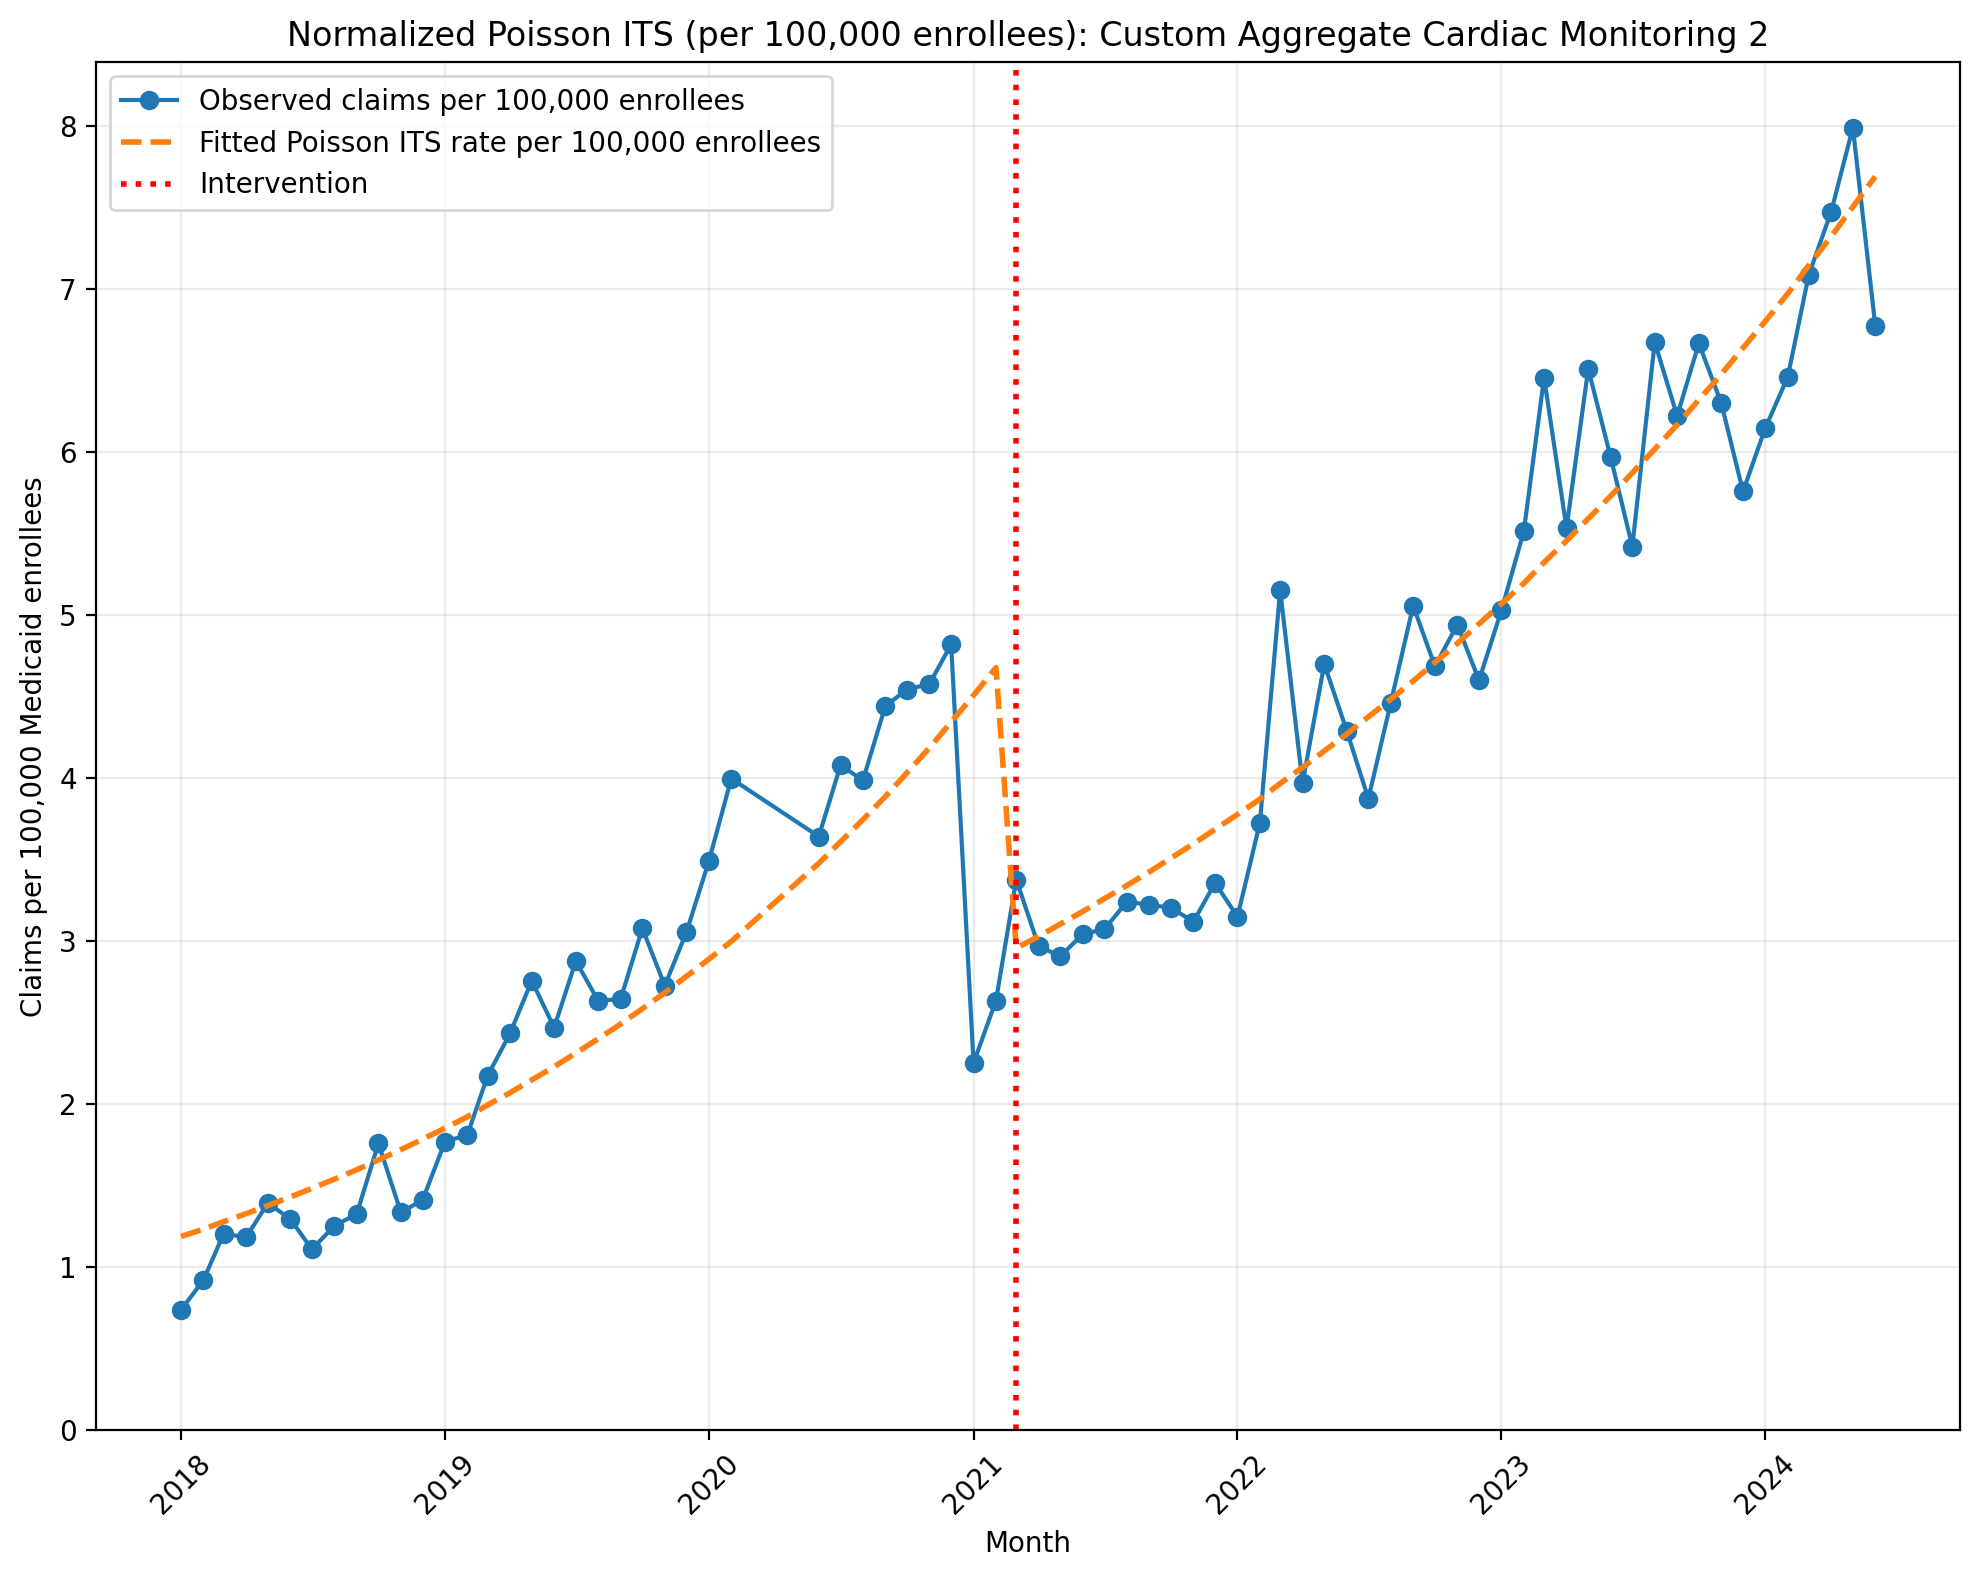 Normalized Poisson ITS (per 100,000 enrollees): Custom Aggregate Cardiac Monitoring 2
Observed claims per 100,000 enrollees
Fitted Poisson ITS rate per 100,000 enrollees
Intervention
Claims per 100,000 Medicaid enrollees
8
7
6
5
4
3
2
1
0
2018
2019
2020
2021
2022
2023
2024
Month